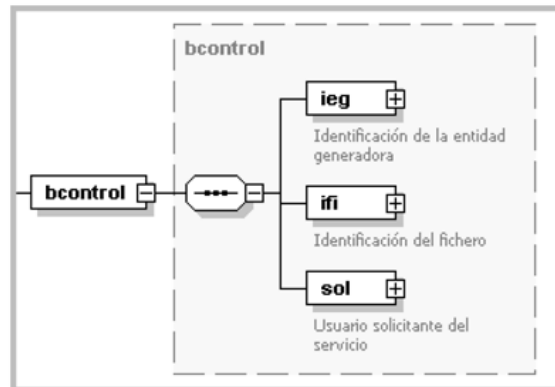 bcontrol
ieg
Identificación de la entidad
generadora
bcontrol
ifi
Identificación del fichero
sol
Usuario solicitante del
servicio